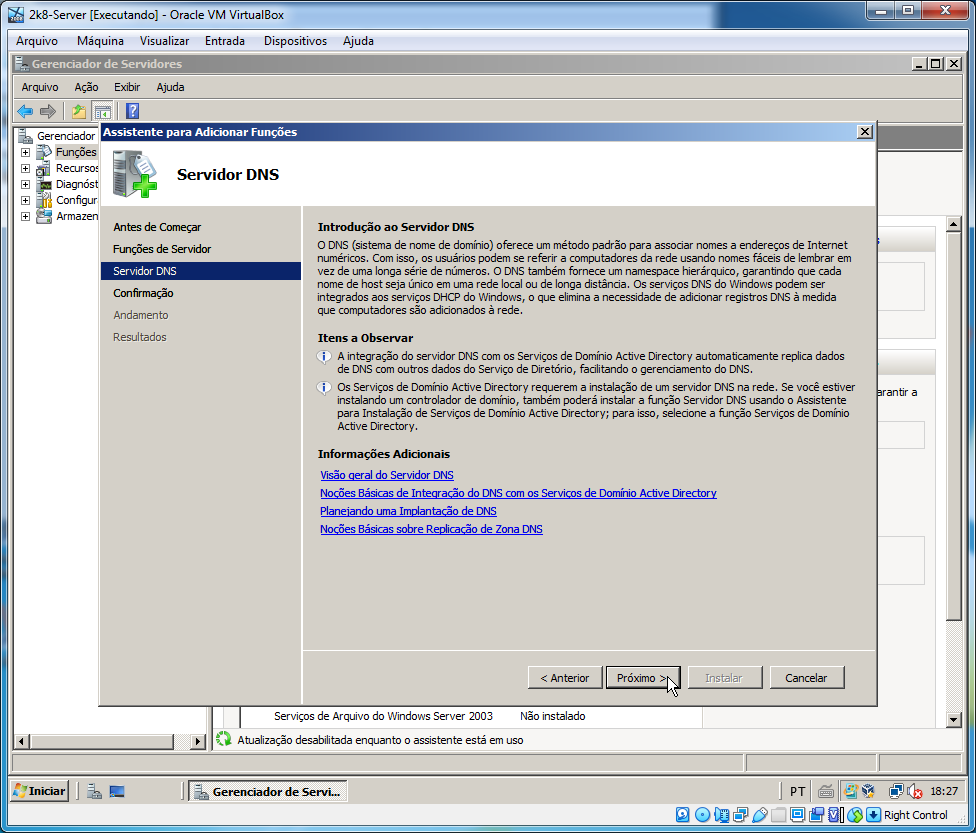 2k8-Server [Executando] - Oracle VM VirtualBox
Arquivo Máquina Visualizar Entrada Dispositivos Ajuda
Gerenciador de Servidores
Arquivo Ação Exibir Ajuda
Gerenciador
Funções
Recursos
Diagnóst
Configur
Armazen
Assistente para Adicionar Funções
Servidor DNS
Antes de Começar
Funções de Servidor
Servidor DNS
Confirmação
Andamento
Resultados
Introdução ao Servidor DNS
O DNS (sistema de nome de domínio) oferece um método padrão para associar nomes a endereços de Internet
numéricos. Com isso, os usuários podem se referir a computadores da rede usando nomes fáceis de lembrar em
vez de uma longa série de números. O DNS também fornece um namespace hierárquico, garantindo que cada
nome de host seja único em uma rede local ou de longa distância. Os serviços DNS do Windows podem ser
integrados aos serviços DHCP do Windows, o que elimina a necessidade de adicionar registros DNS à medida
que computadores são adicionados à rede.
Itens a Observar
A integração do servidor DNS com os Serviços de Domínio Active Directory automaticamente replica dados
de DNS com outros dados do Serviço de Diretório, facilitando o gerenciamento do DNS.
Os Serviços de Domínio Active Directory requerem a instalação de um servidor DNS na rede. Se você estiver
instalando um controlador de domínio, também poderá instalar a função Servidor DNS usando o Assistente
para Instalação de Serviços de Domínio Active Directory; para isso, selecione a função Serviços de Domínio
Active Directory.
Informações Adicionais
Visão geral do Servidor DNS
Noções Básicas de Integração do DNS com os Serviços de Domínio Active Directory
Planejando uma Implantação de DNS
Noções Básicas sobre Replicação de Zona DNS
< Anterior Próximo > Instalar Cancelar
arantir a
Serviços de Arquivo do Windows Server 2003 Não instalado
Atualização desabilitada enquanto o assistente está em uso
Iniciar Gerenciador de Servi... PT 18:27
Right Control